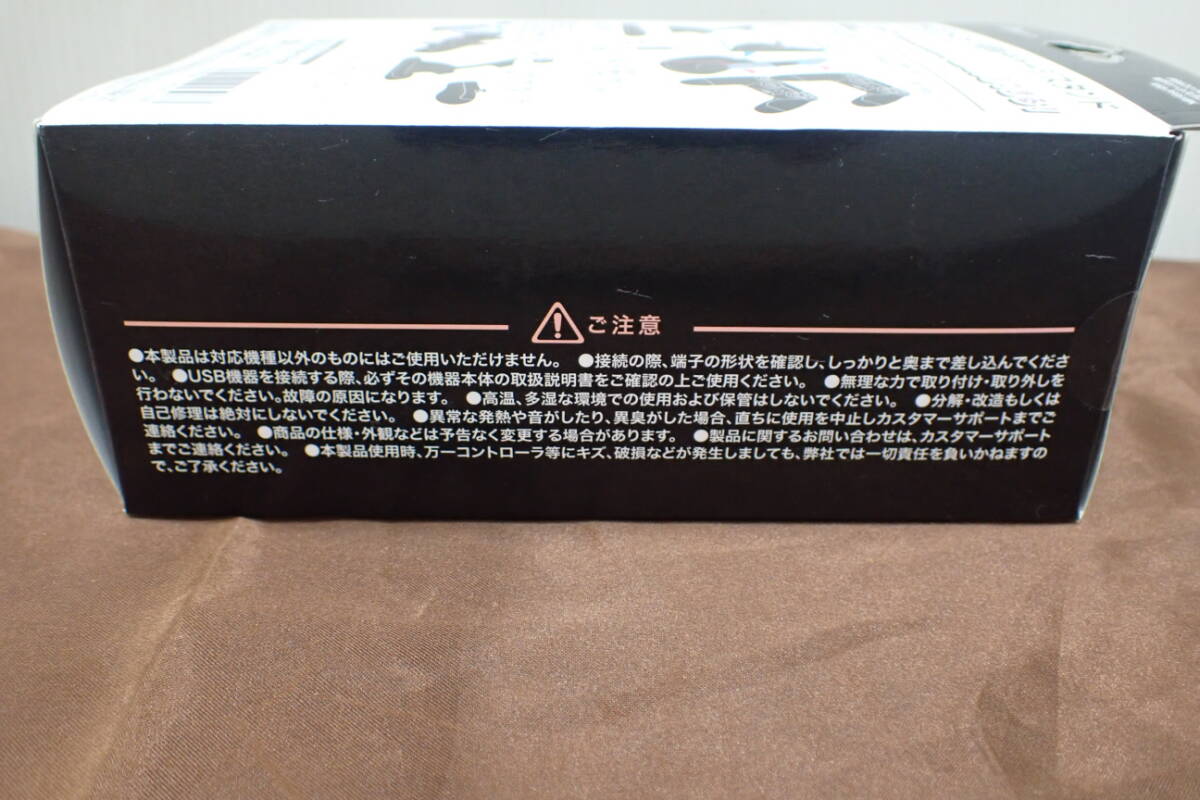 ご注意
●本製品は対応機種以外のものにはご使用いただけません。 ●接続の際、端子の形状を確認し、しっかりと奥まで差し込んでくださ
い。 ●USB機器を接続する際、必ずその機器本体の取扱説明書をご確認の上ご使用ください。 ●無理な力で取り付け・取り外しを
行わないでください。故障の原因になります。 ●高温、多湿な環境での使用および保管はしないでください。 ●分解・改造もしくは
自己修理は絶対にしないでください。 ●異常な発熱や音がしたり、異臭がした場合、直ちに使用を中止しカスタマーサポートまでご
連絡ください。 ●商品の仕様・外観などは予告なく変更する場合があります。 ●製品に関するお問い合わせは、カスタマーサポート
までご連絡ください。 ●本製品使用時、万一コントローラ等にキズ、破損などが発生しましても、弊社では一切責任を負いかねますの
で、ご了承ください。